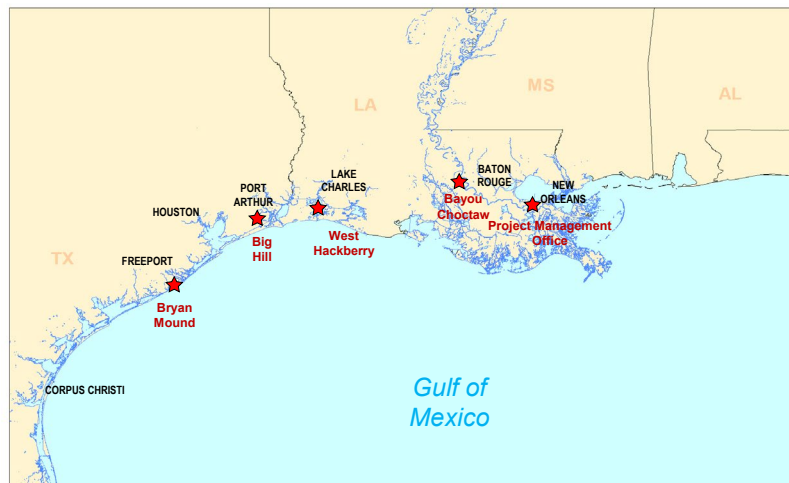 MS
AL
LA
BATON
ROUGE
LAKE
CHARLES
PORT
ARTHUR
NEW
ORLEANS
Bayou
Choctaw
HOUSTON
Project Management
Office
West
Hackberry
Big
Hill
TX
FREEPORT
Bryan
Mound
CORPUS CHRISTI
Gulf of
Mexico